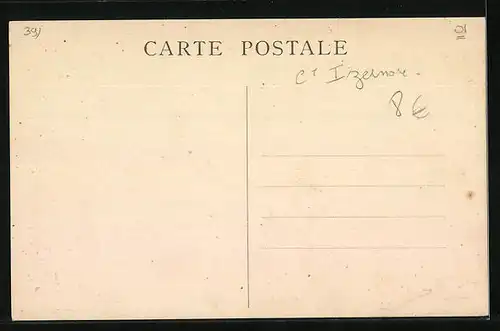 39/
01
CARTE POSTALE
Ct Izernore.
8€